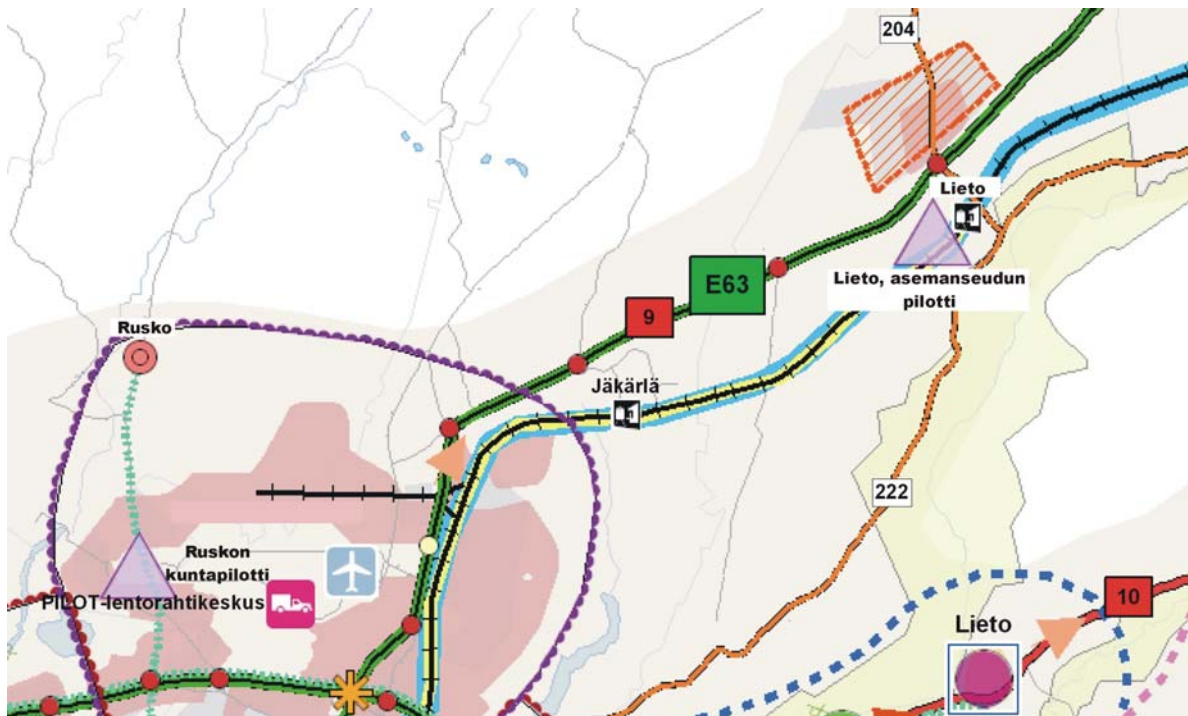 204
Lieto
E63
Lieto, asemanseudun
pilotti
9
Rusko
Jäkärlä
222
Ruskon
kuntapilotti
PILOT-lentorahtikeskus
10
Lieto